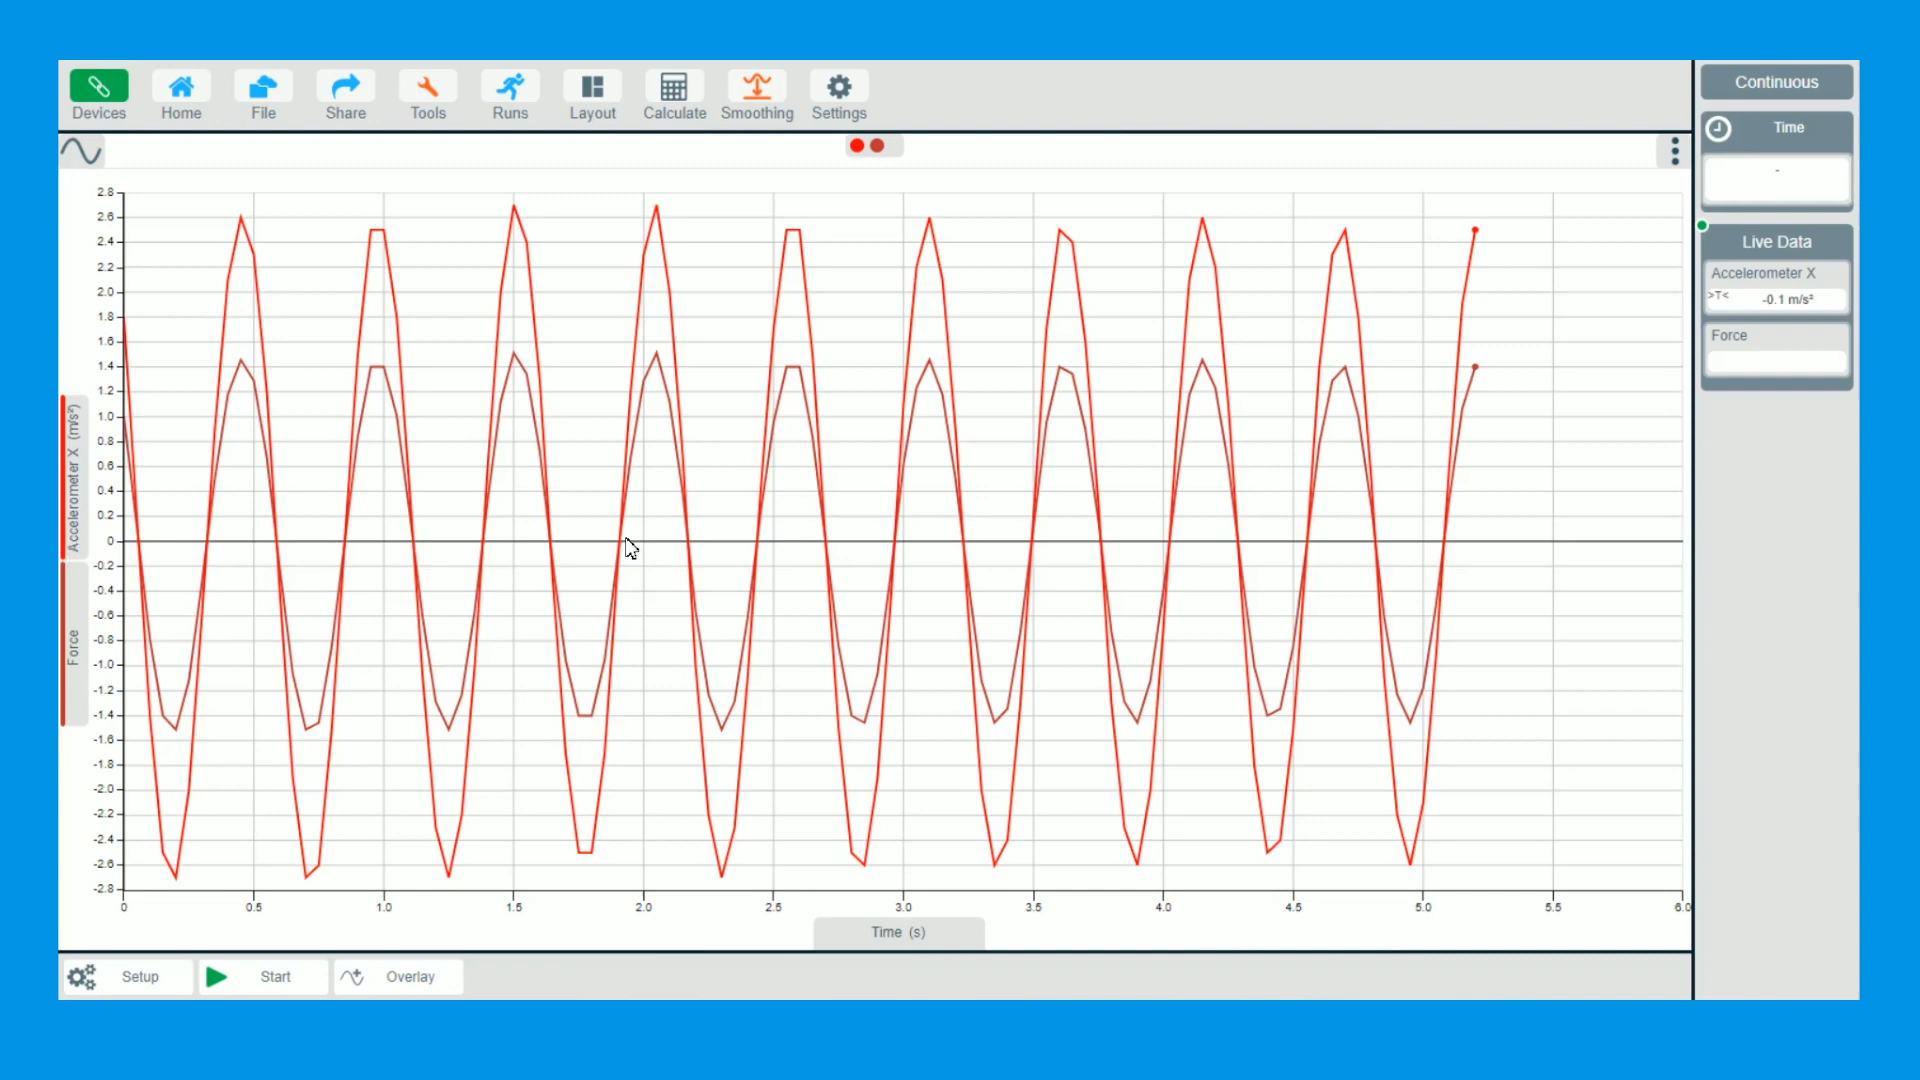 Devices
Home
File
Share
Tools
Runs
Layout
Calculate
Smoothing
Settings
Continuous
Time
-
Live Data
Accelerometer X
>T<
-0.1 m/s²
Force
2.8
2.6
2.4
2.2
2.0
1.8
1.6
1.4
1.2
1.0
0.8
0.6
0.4
0.2
0
-0.2
-0.4
-0.6
-0.8
-1.0
-1.2
-1.4
-1.6
-1.8
-2.0
-2.2
-2.4
-2.6
-2.8
Accelerometer X (m/s²)
Force
0 0.5 1.0 1.5 2.0 2.5 3.0 3.5 4.0 4.5 5.0 5.5 6.0
Time (s)
Setup
Start
Overlay